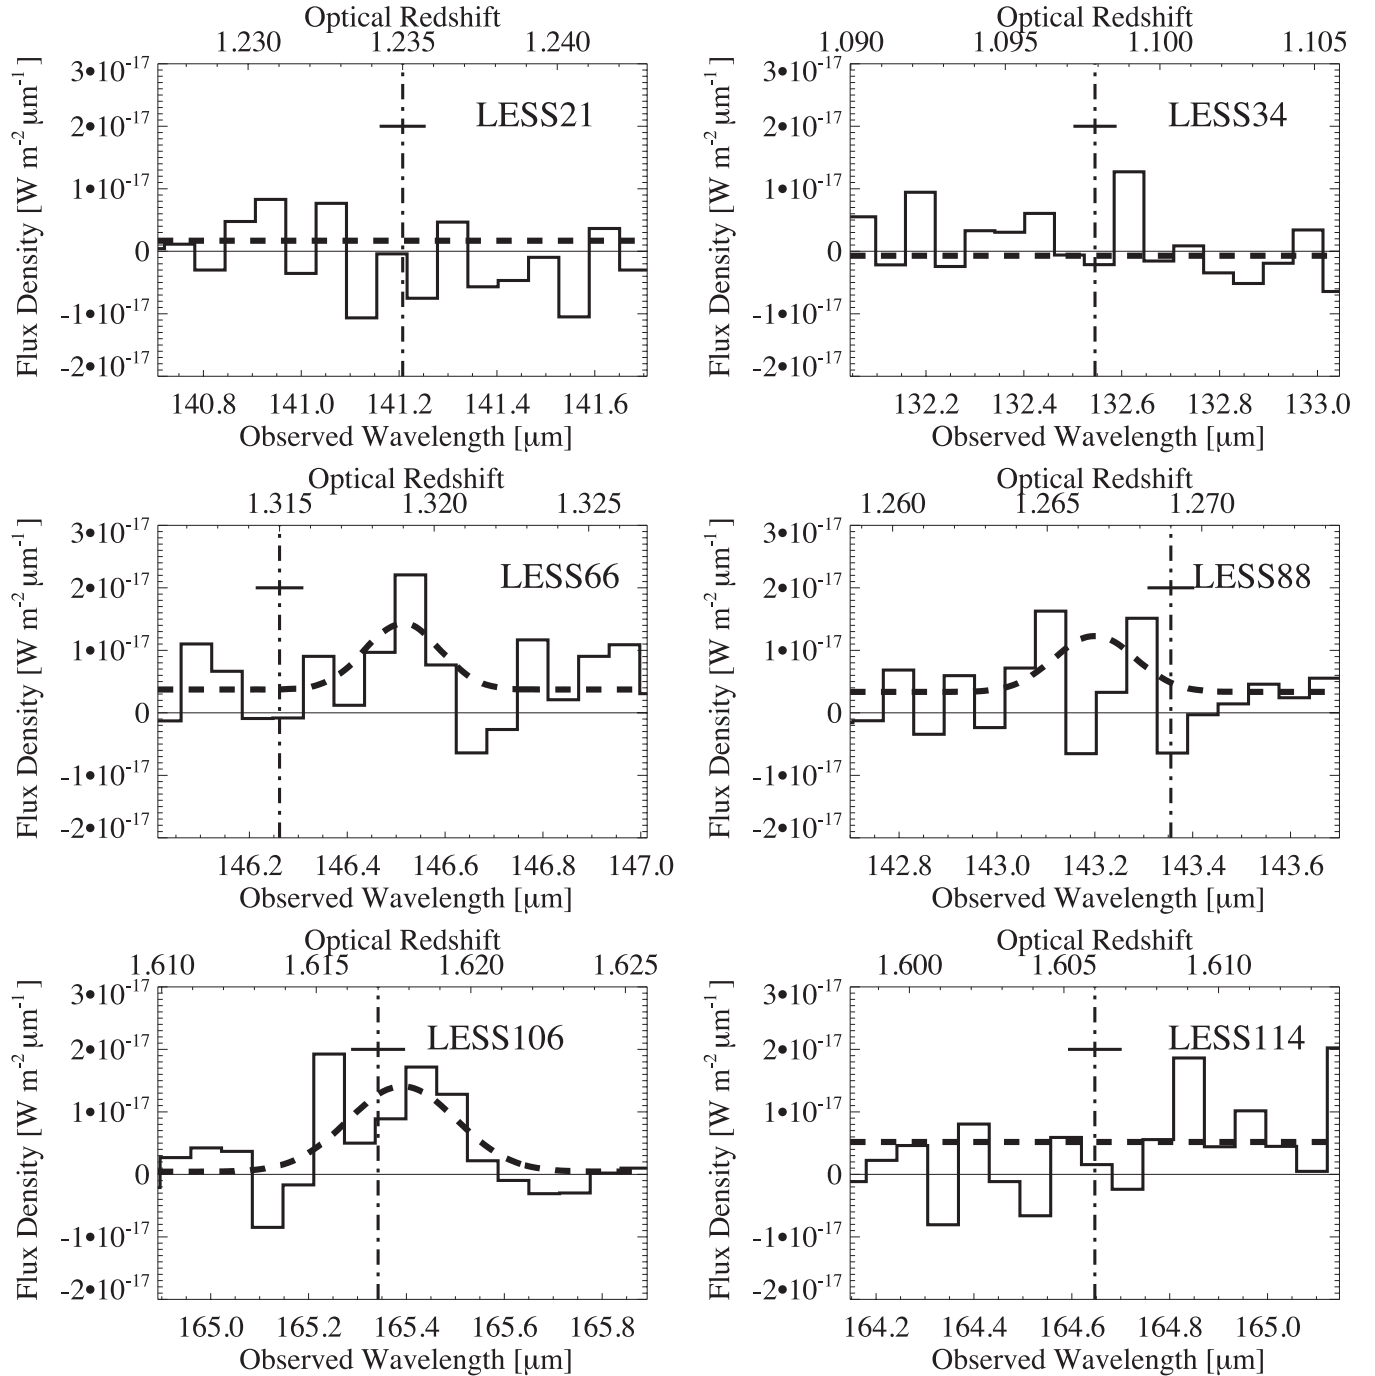 Optical Redshift
1.230 1.235 1.240
3•10-17
2•10-17
1•10-17
0
-1•10-17
-2•10-17
Flux Density [W m-2 μm-1]
LESS21
140.8 141.0 141.2 141.4 141.6
Observed Wavelength [μm]
Optical Redshift
1.090 1.095 1.100 1.105
3•10-17
2•10-17
1•10-17
0
-1•10-17
-2•10-17
Flux Density [W m-2 μm-1]
LESS34
132.2 132.4 132.6 132.8 133.0
Observed Wavelength [μm]
Optical Redshift
1.315 1.320 1.325
3•10-17
2•10-17
1•10-17
0
-1•10-17
-2•10-17
Flux Density [W m-2 μm-1]
LESS66
146.2 146.4 146.6 146.8 147.0
Observed Wavelength [μm]
Optical Redshift
1.260 1.265 1.270
3•10-17
2•10-17
1•10-17
0
-1•10-17
-2•10-17
Flux Density [W m-2 μm-1]
LESS88
142.8 143.0 143.2 143.4 143.6
Observed Wavelength [μm]
Optical Redshift
1.610 1.615 1.620 1.625
3•10-17
2•10-17
1•10-17
0
-1•10-17
-2•10-17
Flux Density [W m-2 μm-1]
LESS106
165.0 165.2 165.4 165.6 165.8
Observed Wavelength [μm]
Optical Redshift
1.600 1.605 1.610
3•10-17
2•10-17
1•10-17
0
-1•10-17
-2•10-17
Flux Density [W m-2 μm-1]
LESS114
164.2 164.4 164.6 164.8 165.0
Observed Wavelength [μm]